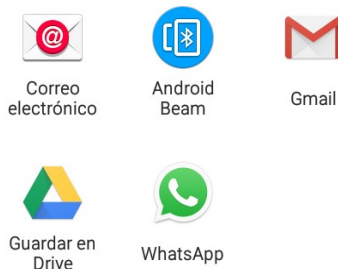 @
Correo
electrónico
Android
Beam
Gmail
Guardar en
Drive
WhatsApp